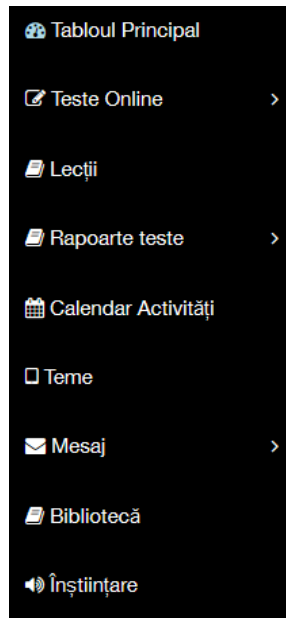 Tabloul Principal
Teste Online
Lecții
Rapoarte teste
Calendar Activități
Teme
Mesaj
Bibliotecă
Înștiințare